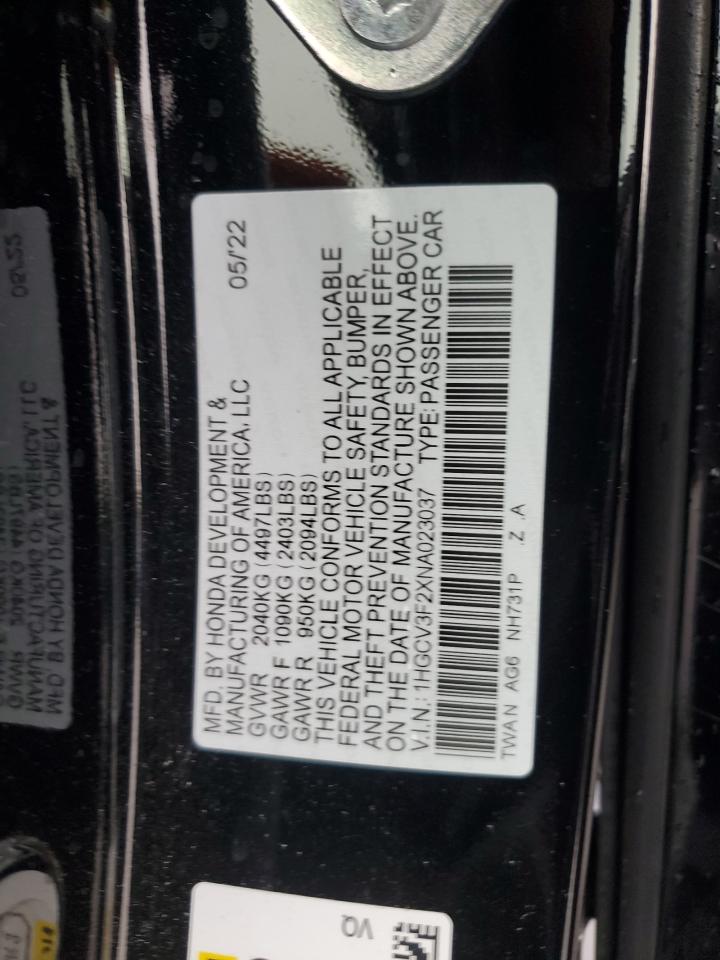 MFD. BY HONDA DEVELOPMENT &
MANUFACTURING OF AMERICA, LLC 05/'22
GVWR 2040KG (4497LBS)
GAWR F 1090KG (2403LBS)
GAWR R 950KG (2094LBS)
THIS VEHICLE CONFORMS TO ALL APPLICABLE
FEDERAL MOTOR VEHICLE SAFETY, BUMPER,
AND THEFT PREVENTION STANDARDS IN EFFECT
ON THE DATE OF MANUFACTURE SHOWN ABOVE.
V.I.N.: 1HGCV3F2XNA023037 TYPE: PASSENGER CAR
TWAN AG6 NH731P .Z .A
VQ